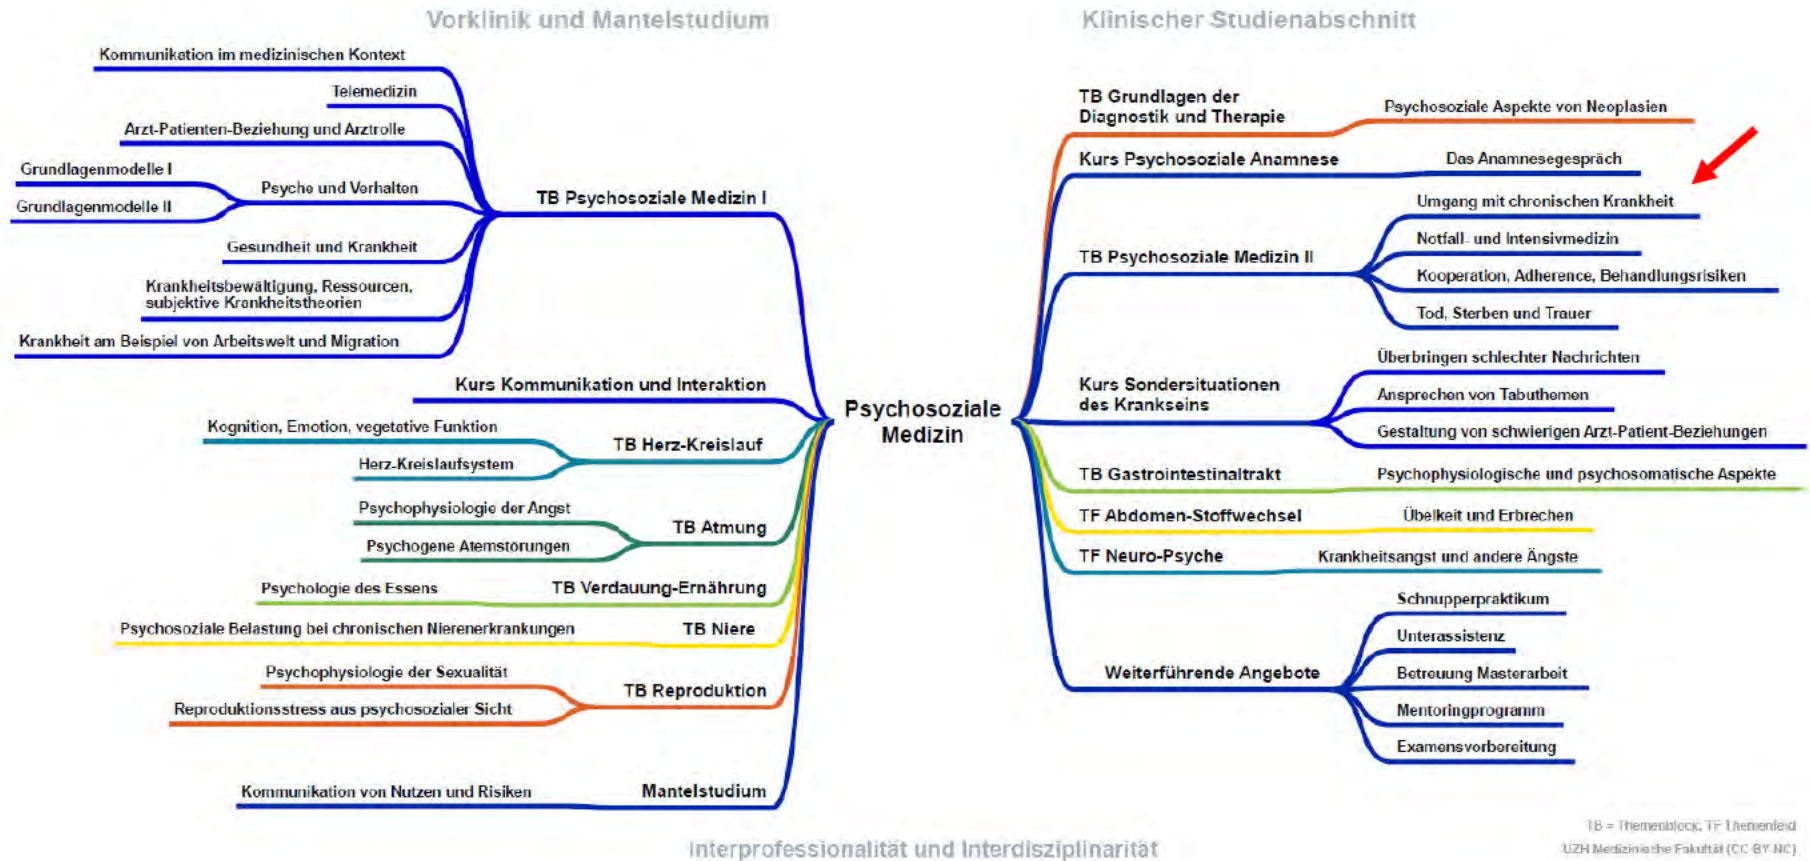 Vorklinik und Mantelstudium
Kommunikation im medizinischen Kontext
Telemedizin
Arzt-Patienten-Beziehung und Arztrolle
Grundlagenmodelle I
Grundlagenmodelle II
Psyche und Verhalten
Gesundheit und Krankheit
Krankheitsbewältigung, Ressourcen,
subjektive Krankheitstheorien
Krankheit am Beispiel von Arbeitswelt und Migration
TB Psychosoziale Medizin I
Kurs Kommunikation und Interaktion
Kognition, Emotion, vegetative Funktion
Herz-Kreislaufsystem
TB Herz-Kreislauf
Psychophysiologie der Angst
Psychogene Atemstörungen
TB Atmung
Psychologie des Essens
TB Verdauung-Ernährung
Psychosoziale Belastung bei chronischen Nierenerkrankungen
TB Niere
Psychophysiologie der Sexualität
Reproduktionsstress aus psychosozialer Sicht
TB Reproduktion
Kommunikation von Nutzen und Risiken
Mantelstudium
Psychosoziale
Medizin
Klinischer Studienabschnitt
TB Grundlagen der
Diagnostik und Therapie
Psychosoziale Aspekte von Neoplasien
Kurs Psychosoziale Anamnese
Das Anamnesegespräch
TB Psychosoziale Medizin II
Umgang mit chronischen Krankheit
Notfall- und Intensivmedizin
Kooperation, Adherence, Behandlungsrisiken
Tod, Sterben und Trauer
Kurs Sondersituationen
des Krankseins
Überbringen schlechter Nachrichten
Ansprechen von Tabuthemen
Gestaltung von schwierigen Arzt-Patient-Beziehungen
TB Gastrointestinaltrakt
Psychophysiologische und psychosomatische Aspekte
TF Abdomen-Stoffwechsel
Übelkeit und Erbrechen
TF Neuro-Psyche
Krankheitsangst und andere Ängste
Weiterführende Angebote
Schnupperpraktikum
Unterassistenz
Betreuung Masterarbeit
Mentoringprogramm
Examensvorbereitung
Interprofessionalität und Interdisziplinarität
TB = Themenblock, TF Themenfeld
UZH Medizinische Fakultät (CC-BY-NC)